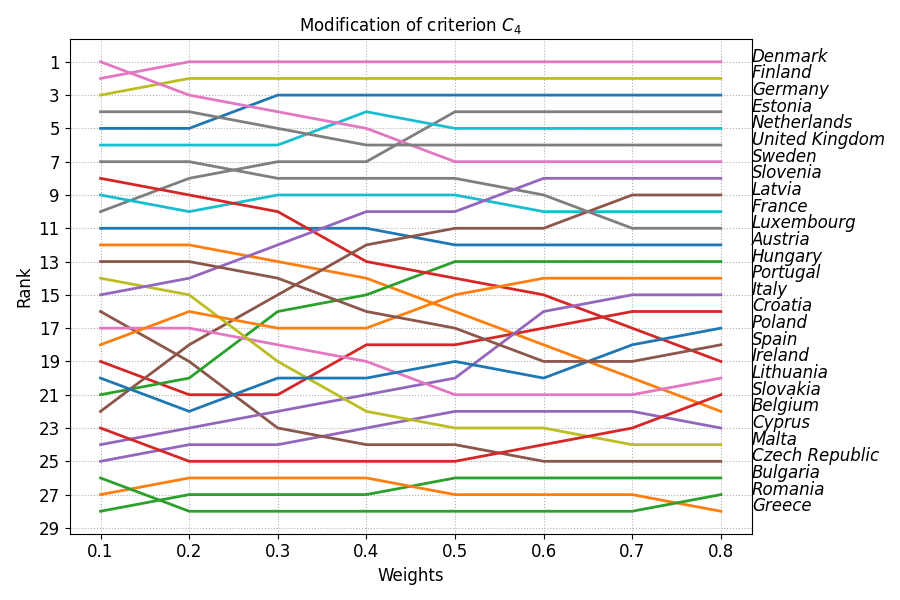 Modification of criterion C4
Rank
1
3
5
7
9
11
13
15
17
19
21
23
25
27
29
Denmark
Finland
Germany
Estonia
Netherlands
United Kingdom
Sweden
Slovenia
Latvia
France
Luxembourg
Austria
Hungary
Portugal
Italy
Croatia
Poland
Spain
Ireland
Lithuania
Slovakia
Belgium
Cyprus
Malta
Czech Republic
Bulgaria
Romania
Greece
0.1 0.2 0.3 0.4 0.5 0.6 0.7 0.8
Weights